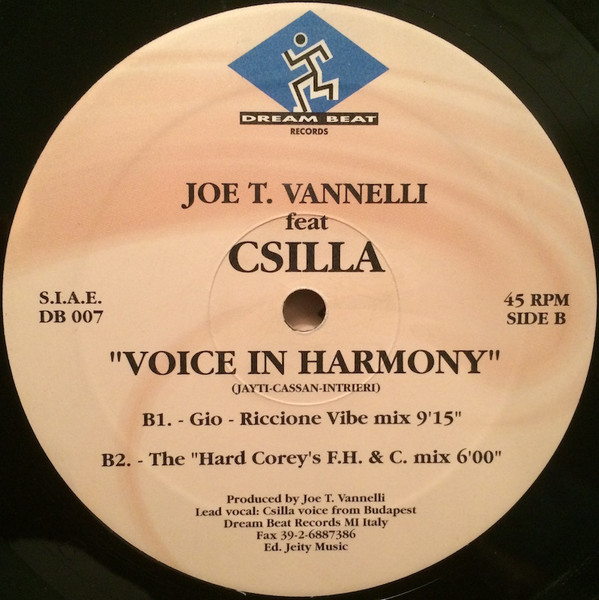 DREAM BEAT
RECORDS
JOE T. VANNELLI
feat
CSILLA
S.I.A.E.
DB 007
45 RPM
SIDE B
"VOICE IN HARMONY"
(JAYTI-CASSAN-INTRIERI)
B1. - Gio - Riccione Vibe mix 9'15"
B2. - The "Hard Corey's F.H. & C. mix 6'00"
Produced by Joe T. Vannelli
Lead vocal: Csilla voice from Budapest
Dream Beat Records MI Italy
Fax 39-2-6887386
Ed. Jeity Music